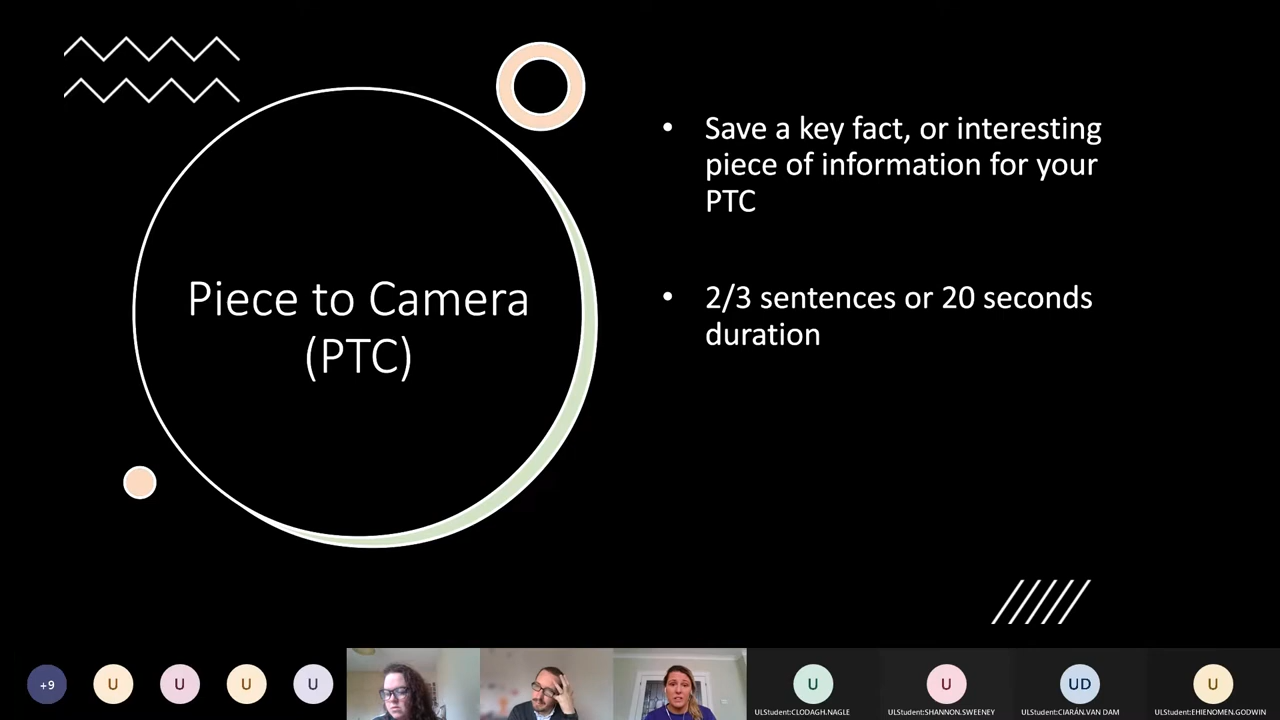 Piece to Camera
(PTC)
• Save a key fact, or interesting
piece of information for your
PTC
• 2/3 sentences or 20 seconds
duration
+9
U
U
U
U
U
U
UD
U
ULStudent:CLODAGH.NAGLE
ULStudent:SHANNON.SWEENEY
ULStudent:CIARÁN.VAN DAM
ULStudent:EHIENOMEN.GODWIN